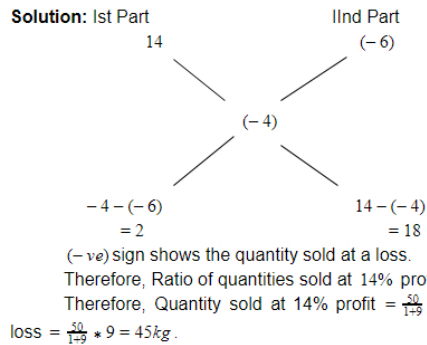 Solution: Ist Part IInd Part
14 (– 6)
(– 4)
– 4 – (– 6) 14 – (– 4)
= 2 = 18
(– ve) sign shows the quantity sold at a loss.
Therefore, Ratio of quantities sold at 14% pro
Therefore, Quantity sold at 14% profit = 50/1+9
loss = 50/1+9 * 9 = 45kg .